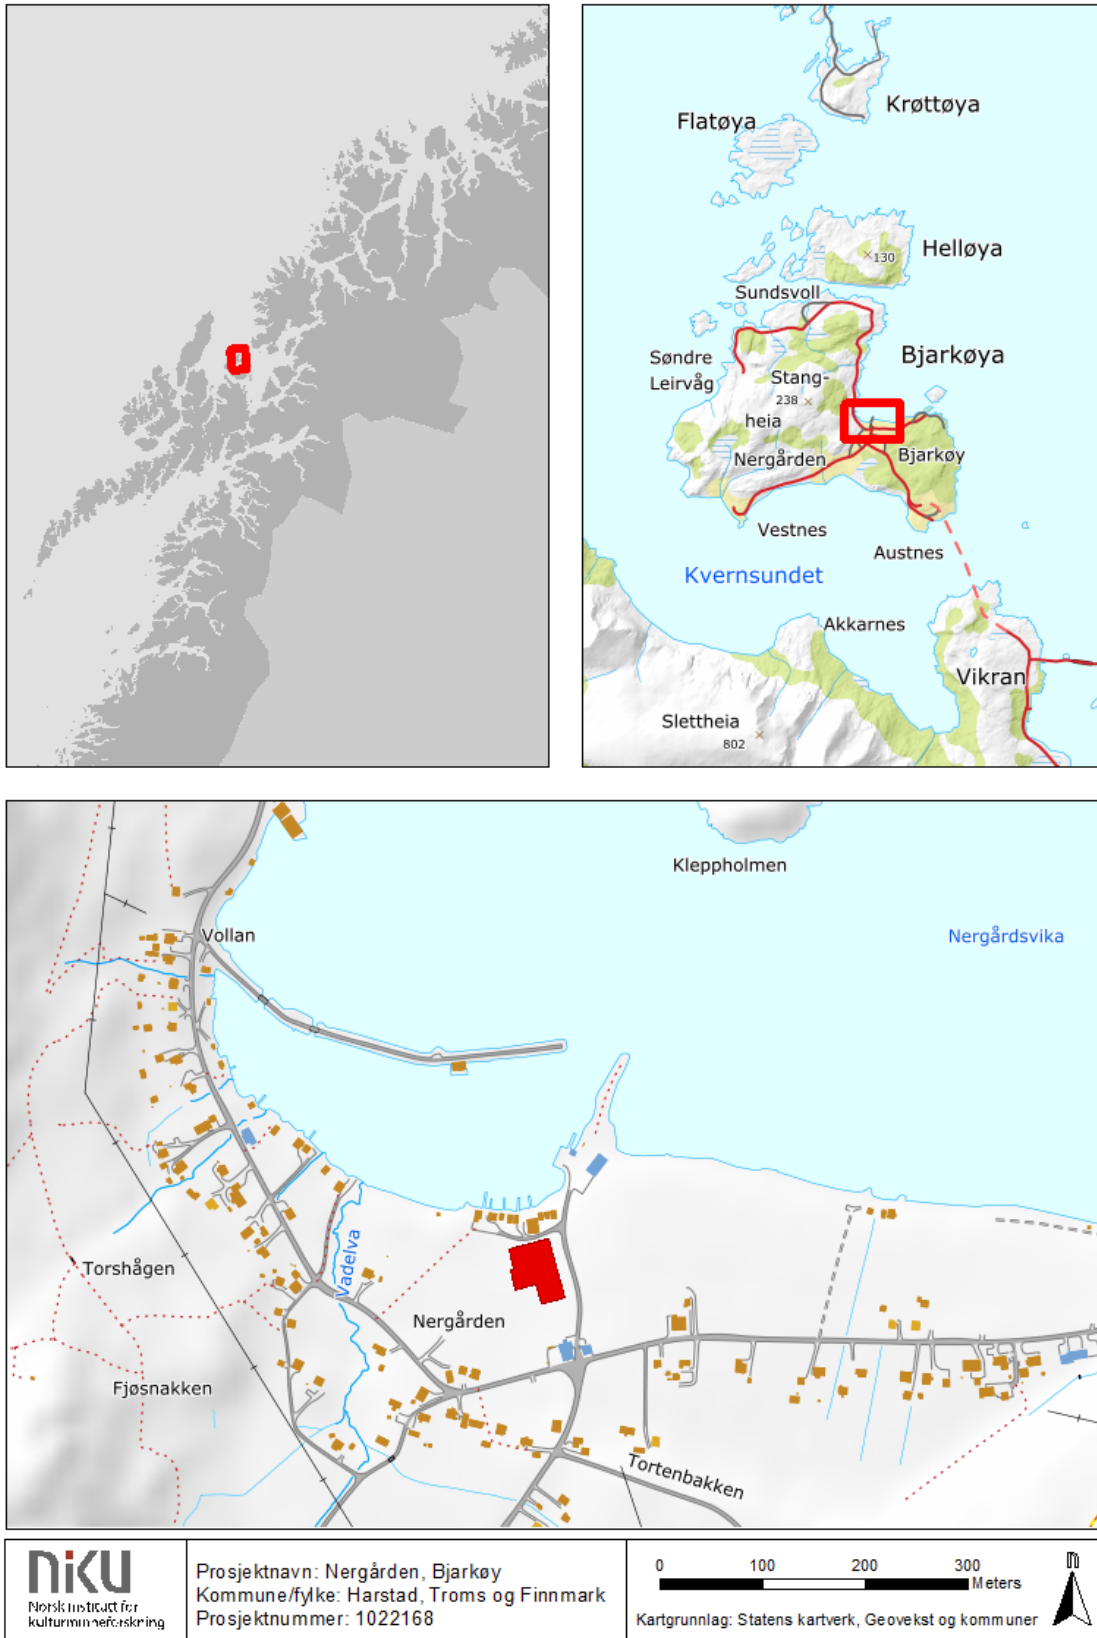 Krøttøya
Flatøya
Helløya
130
Sundsvoll
Bjarkøya
Søndre
Leirvåg
Stang-
238
heia
Nergården
Bjarkøy
Vestnes
Austnes
Kvernsundet
Akkarnes
Vikran
Slettheia
802
Kleppholmen
Vollan
Nergårdsvika
Torshågen
Vadelva
Nergården
Fjøsnakken
Tortenbakken
niku
Norsk institutt for
kulturminneforskning
Prosjektnavn: Nergården, Bjarkøy
Kommune/fylke: Harstad, Troms og Finnmark
Prosjektnummer: 1022168
0 100 200 300
Meters
Kartgrunnlag: Statens kartverk, Geovekst og kommuner
n